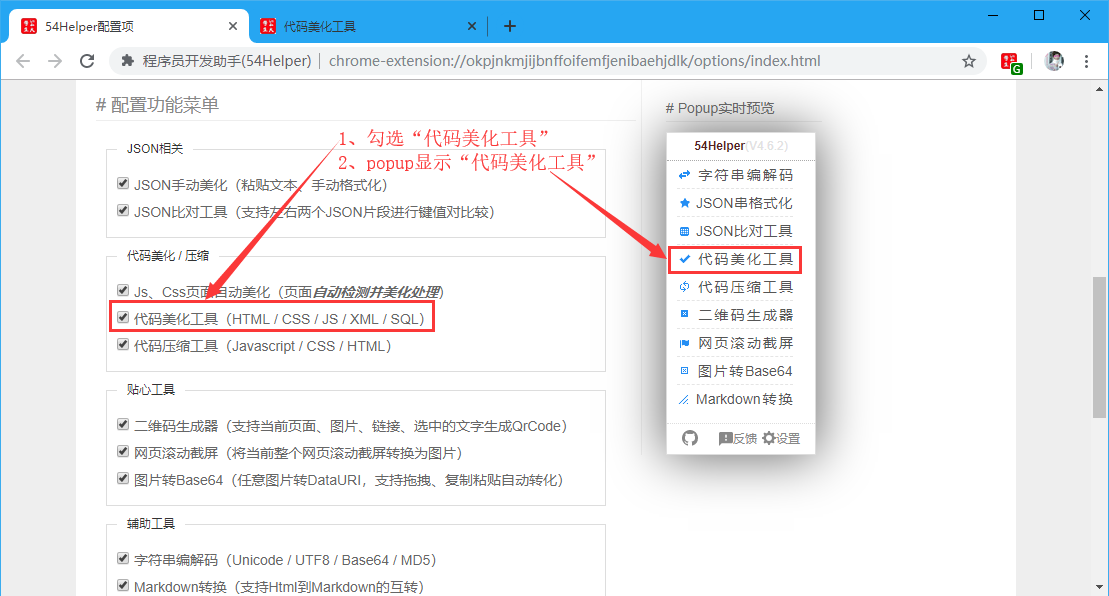 54Helper配置项
代码美化工具
程序员开发助手(54Helper)
chrome-extension://okpjnkmjijbnffoifemfjenibaehjdlk/options/index.html
# 配置功能菜单
1、勾选“代码美化工具”
2、popup显示“代码美化工具”
JSON相关
JSON手动美化（粘贴文本、手动格式化）
JSON比对工具（支持左右两个JSON片段进行键值对比较）
代码美化 / 压缩
Js、Css页面自动美化（页面自动检测并美化处理）
代码美化工具（HTML / CSS / JS / XML / SQL）
代码压缩工具（Javascript / CSS / HTML）
贴心工具
二维码生成器（支持当前页面、图片、链接、选中的文字生成QrCode）
网页滚动截屏（将当前整个网页滚动截屏转换为图片）
图片转Base64（任意图片转DataURI，支持拖拽、复制粘贴自动转化）
辅助工具
字符串编解码（Unicode / UTF8 / Base64 / MD5）
Markdown转换（支持Html到Markdown的互转）
# Popup实时预览
54Helper(V4.6.2)
字符串编解码
JSON串格式化
JSON比对工具
代码美化工具
代码压缩工具
二维码生成器
网页滚动截屏
图片转Base64
Markdown转换
反馈 设置